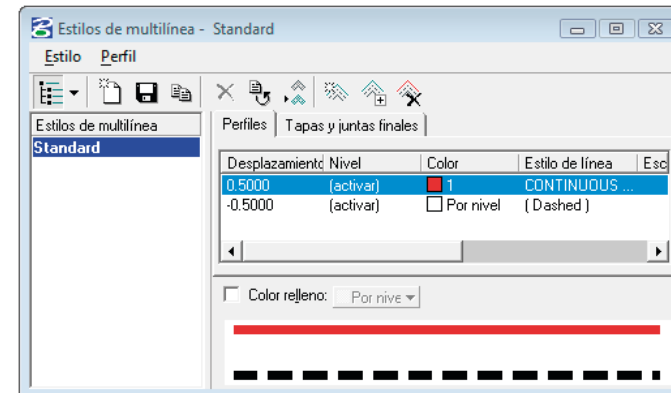 Estilos de multilínea - Standard
Estilo Perfil
Estilos de multilínea
Standard
Perfiles Tapas y juntas finales
Desplazamiento Nivel Color Estilo de línea Esc
0.5000 (activar) 1 CONTINUOUS ...
-0.5000 (activar) Por nivel ( Dashed )
Color relleno: Por nive